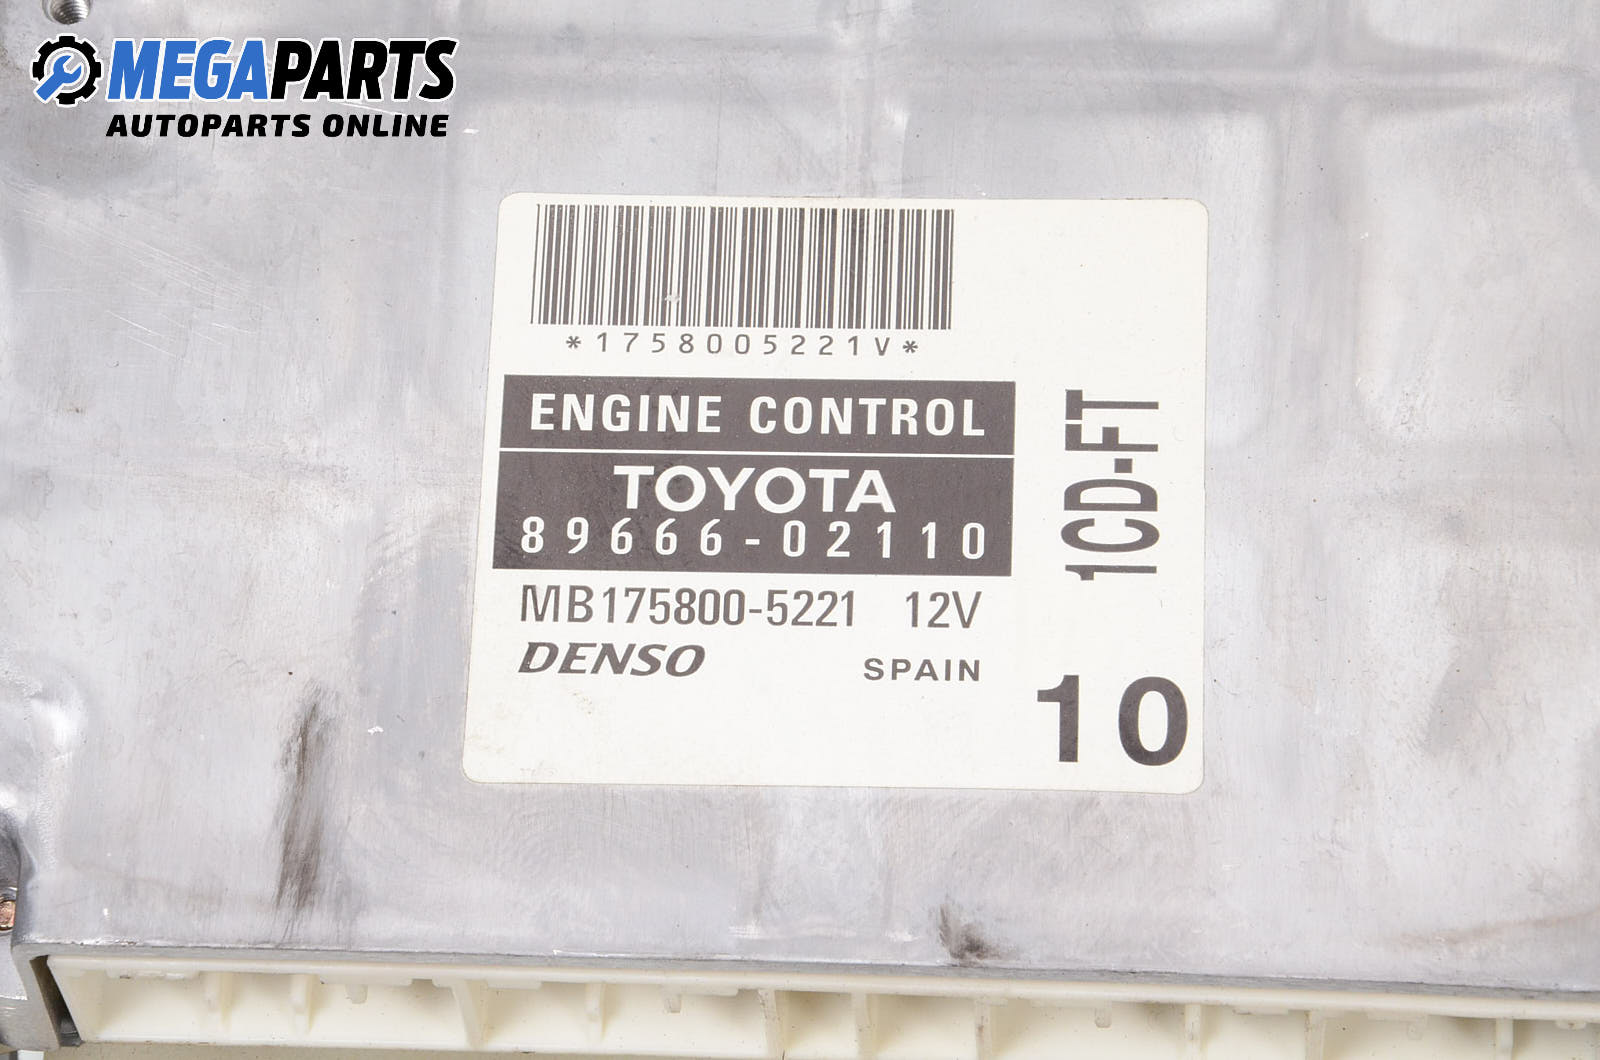 MEGAPARTS
AUTOPARTS ONLINE
*1758005221V*
ENGINE CONTROL
TOYOTA
89666-02110
MB175800-5221 12V
DENSO SPAIN
1CD-FT
10